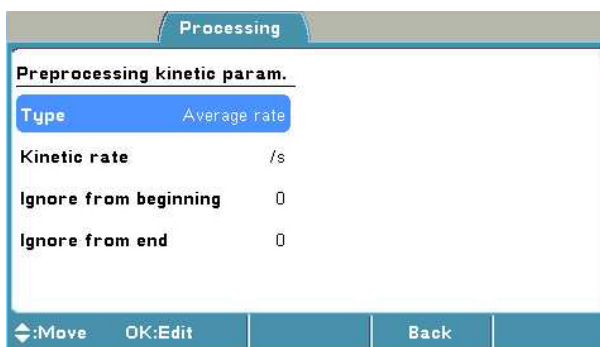 Processing
Preprocessing kinetic param.
Type Average rate
Kinetic rate /s
Ignore from beginning 0
Ignore from end 0
:Move OK:Edit Back